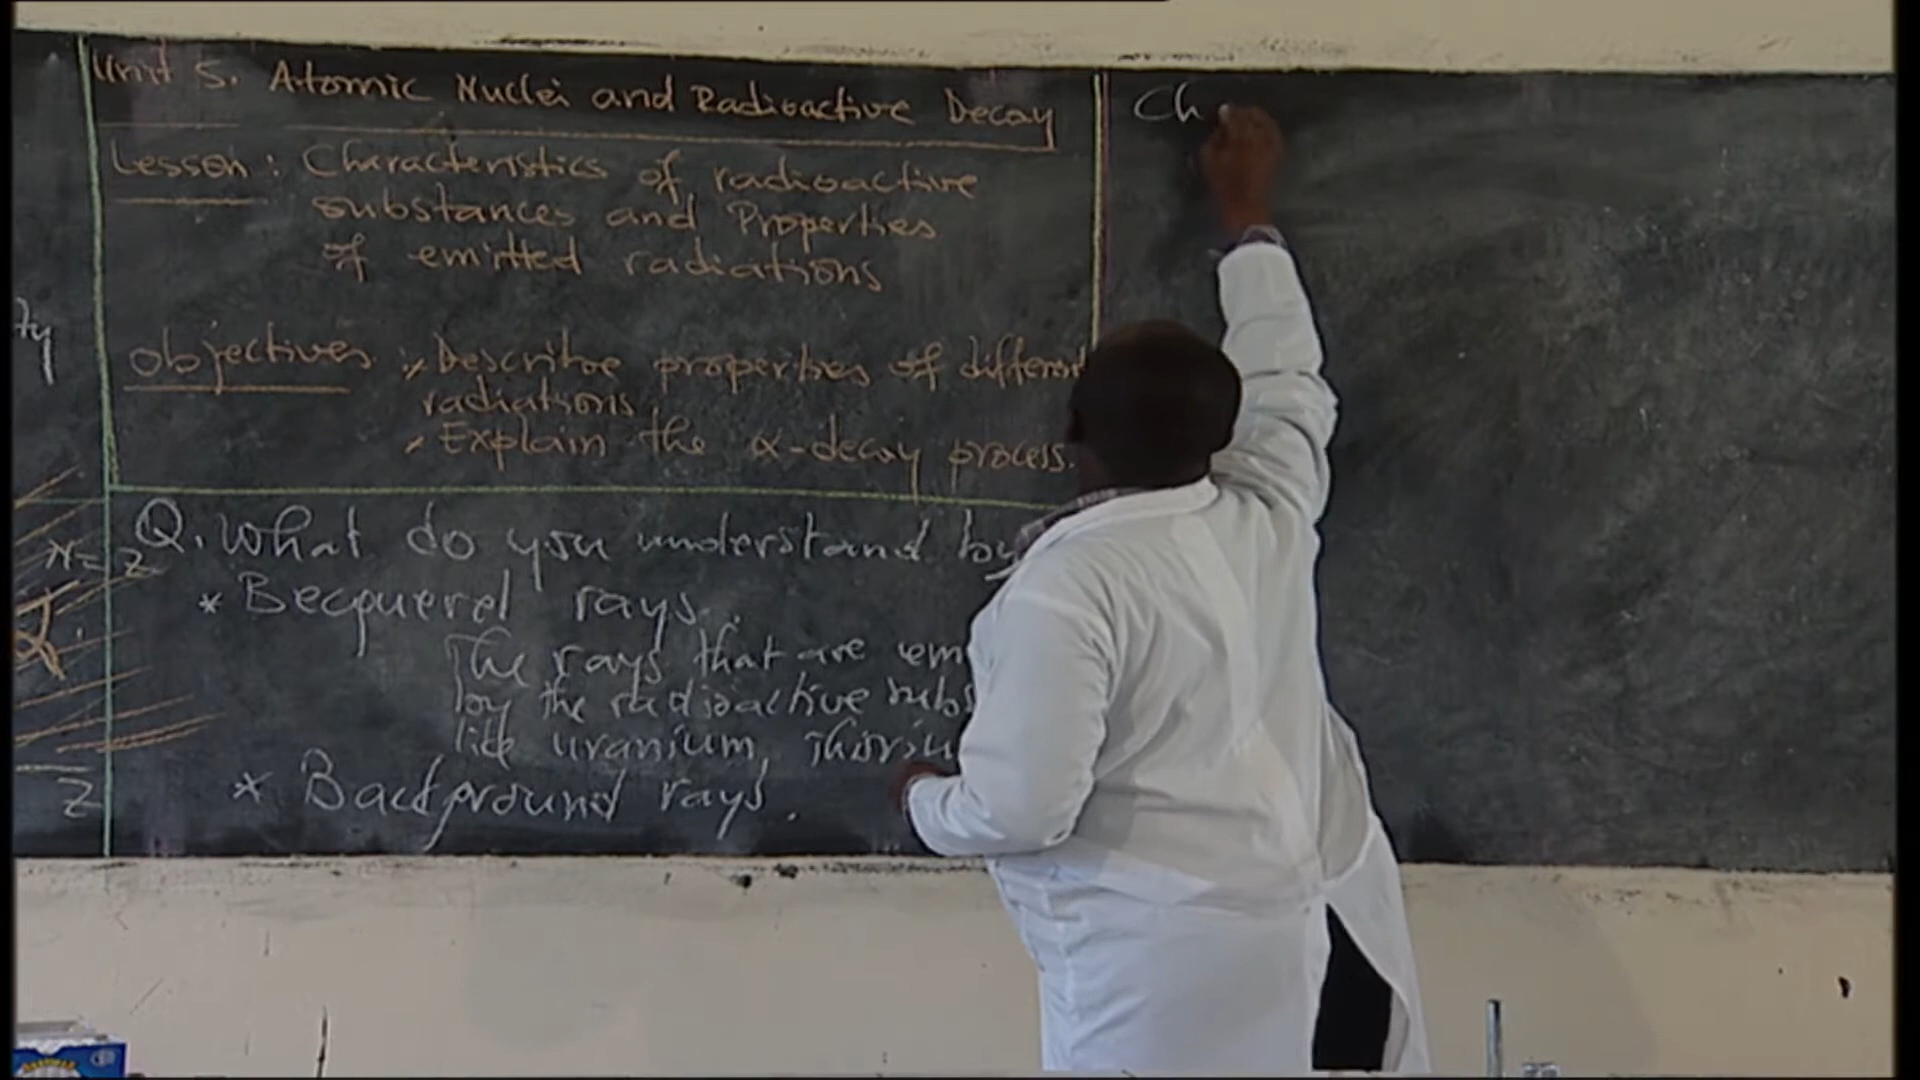 Unit 5. Atomic Nuclei and Radioactive Decay
Lesson: Characteristics of radioactive
substances and Properties
of emitted radiations
Objectives * Describe properties of different
radiations.
* Explain the α-decay process.
Q. What do you understand by
* Becquerel rays.
The rays that are em
by the radioactive subs
like uranium, Thoriu
* Background rays.
Ch
ty
N=Z
Z